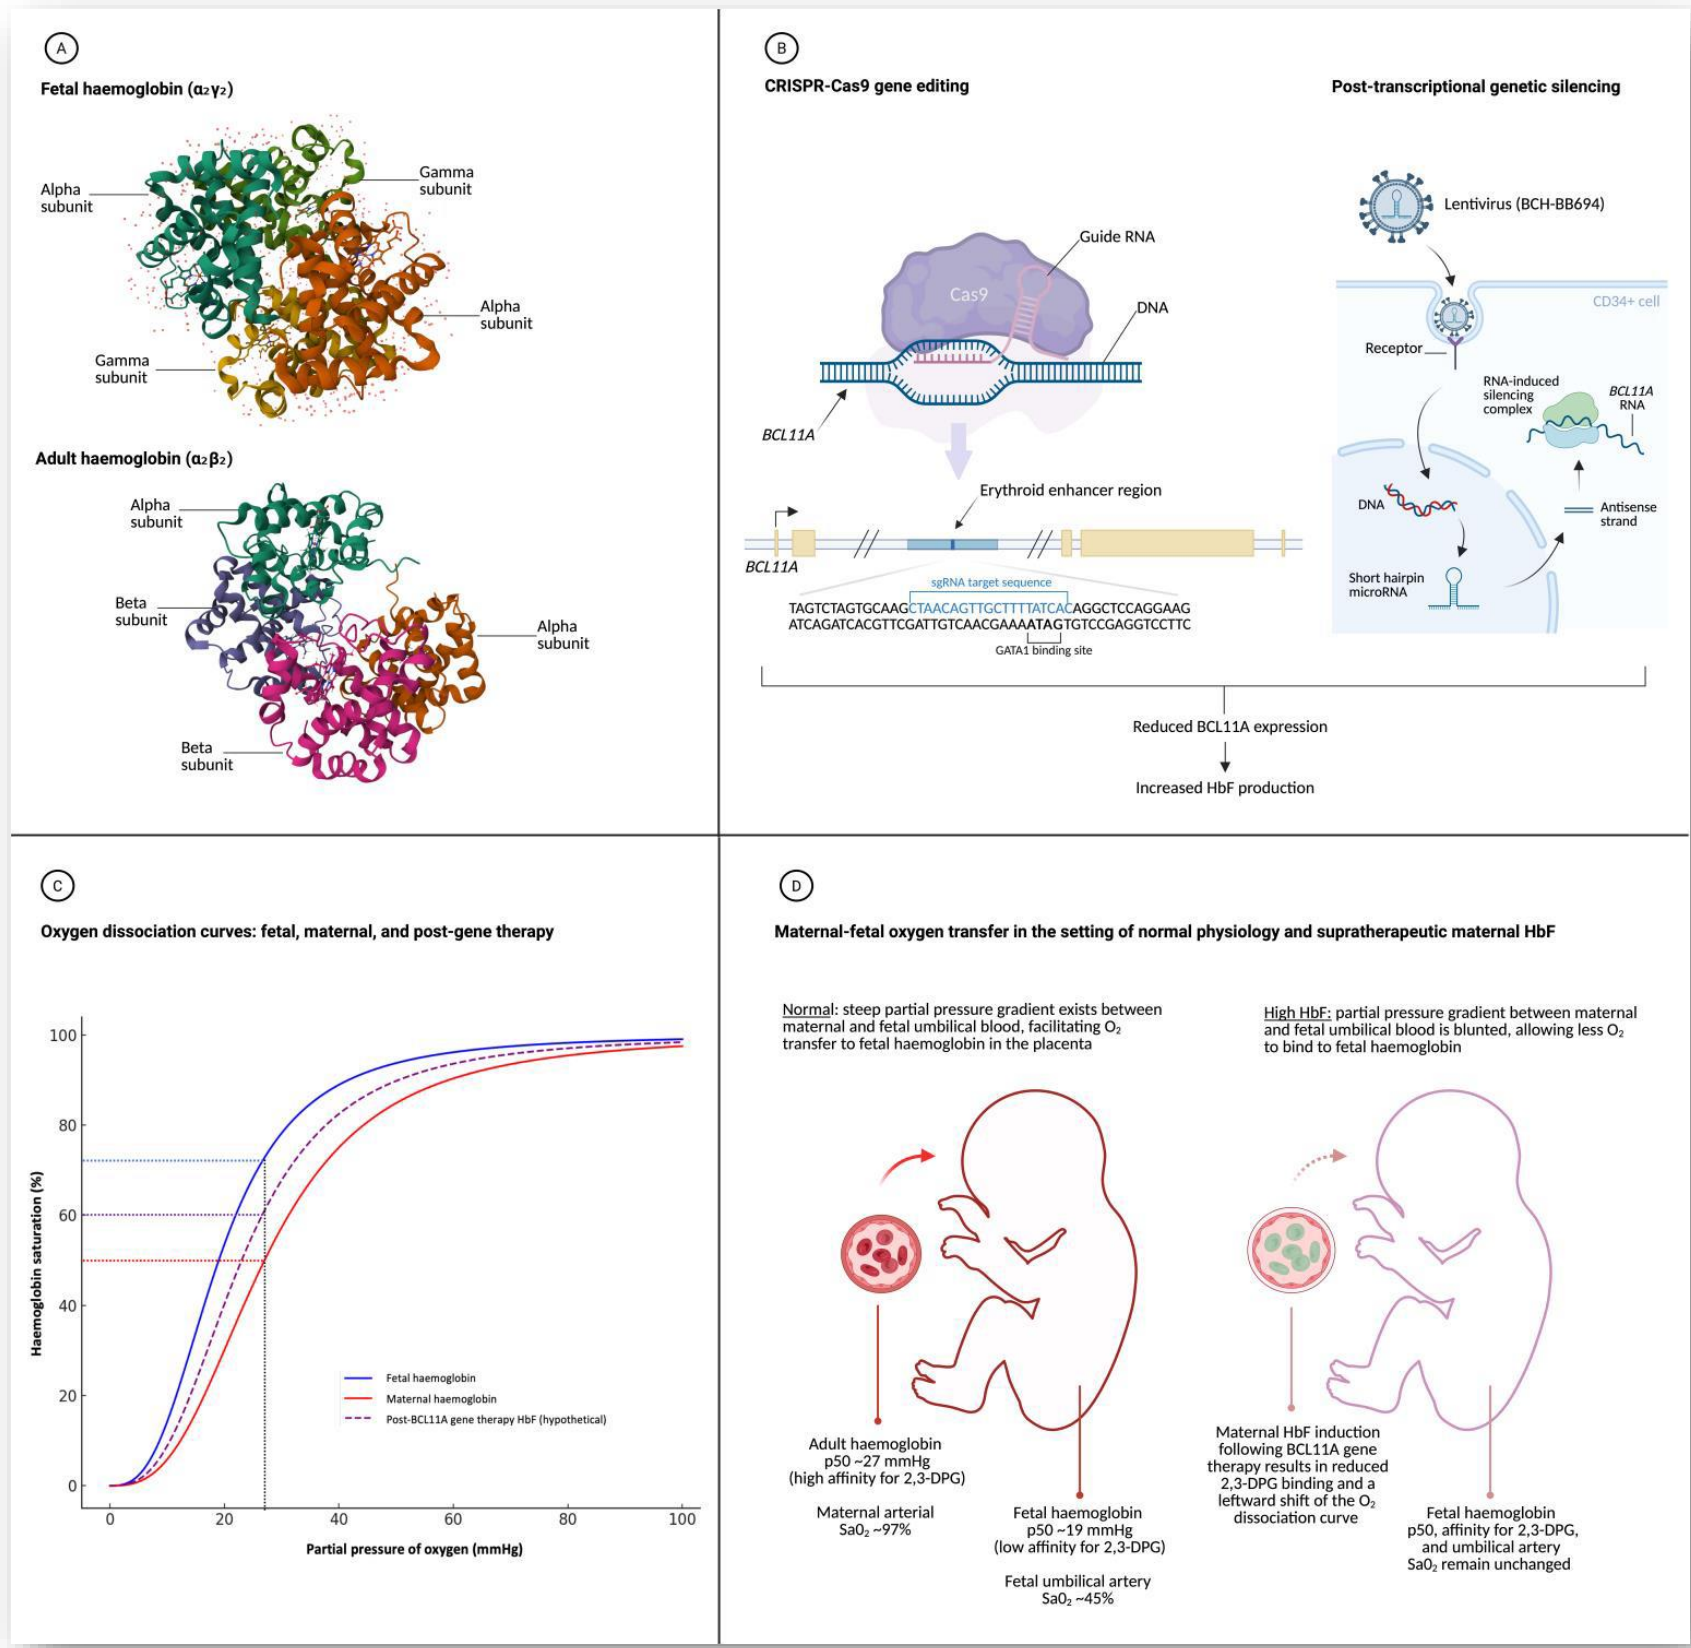 A
Fetal haemoglobin (α₂γ₂)
Gamma
subunit
Alpha
subunit
Alpha
subunit
Gamma
subunit
Adult haemoglobin (α₂β₂)
Alpha
subunit
Beta
subunit
Alpha
subunit
Beta
subunit
B
CRISPR-Cas9 gene editing
Guide RNA
Cas9
DNA
BCL11A
Erythroid enhancer region
BCL11A
sgRNA target sequence
TAGTCTAGTGCAAGCTAACAGTTGCTTTTATCACAGGCTCCAGGAAG
ATCAGATCACGTTCGATTGTCAACGAAAATAGTGTCCGAGGTCCTTC
GATA1 binding site
Post-transcriptional genetic silencing
Lentivirus (BCH-BB694)
CD34+ cell
Receptor
RNA-induced
silencing
complex
BCL11A
RNA
DNA
Antisense
strand
Short hairpin
microRNA
Reduced BCL11A expression
Increased HbF production
C
Oxygen dissociation curves: fetal, maternal, and post-gene therapy
Haemoglobin saturation (%)
100
80
60
40
20
0
Fetal haemoglobin
Maternal haemoglobin
Post-BCL11A gene therapy HbF (hypothetical)
0 20 40 60 80 100
Partial pressure of oxygen (mmHg)
D
Maternal-fetal oxygen transfer in the setting of normal physiology and supratherapeutic maternal HbF
Normal: steep partial pressure gradient exists between
maternal and fetal umbilical blood, facilitating O₂
transfer to fetal haemoglobin in the placenta
Adult haemoglobin
p50 ~27 mmHg
(high affinity for 2,3-DPG)
Maternal arterial
Sa0₂ ~97%
Fetal haemoglobin
p50 ~19 mmHg
(low affinity for 2,3-DPG)
Fetal umbilical artery
Sa0₂ ~45%
High HbF: partial pressure gradient between maternal
and fetal umbilical blood is blunted, allowing less O₂
to bind to fetal haemoglobin
Maternal HbF induction
following BCL11A gene
therapy results in reduced
2,3-DPG binding and a
leftward shift of the O₂
dissociation curve
Fetal haemoglobin
p50, affinity for 2,3-DPG,
and umbilical artery
Sa0₂ remain unchanged